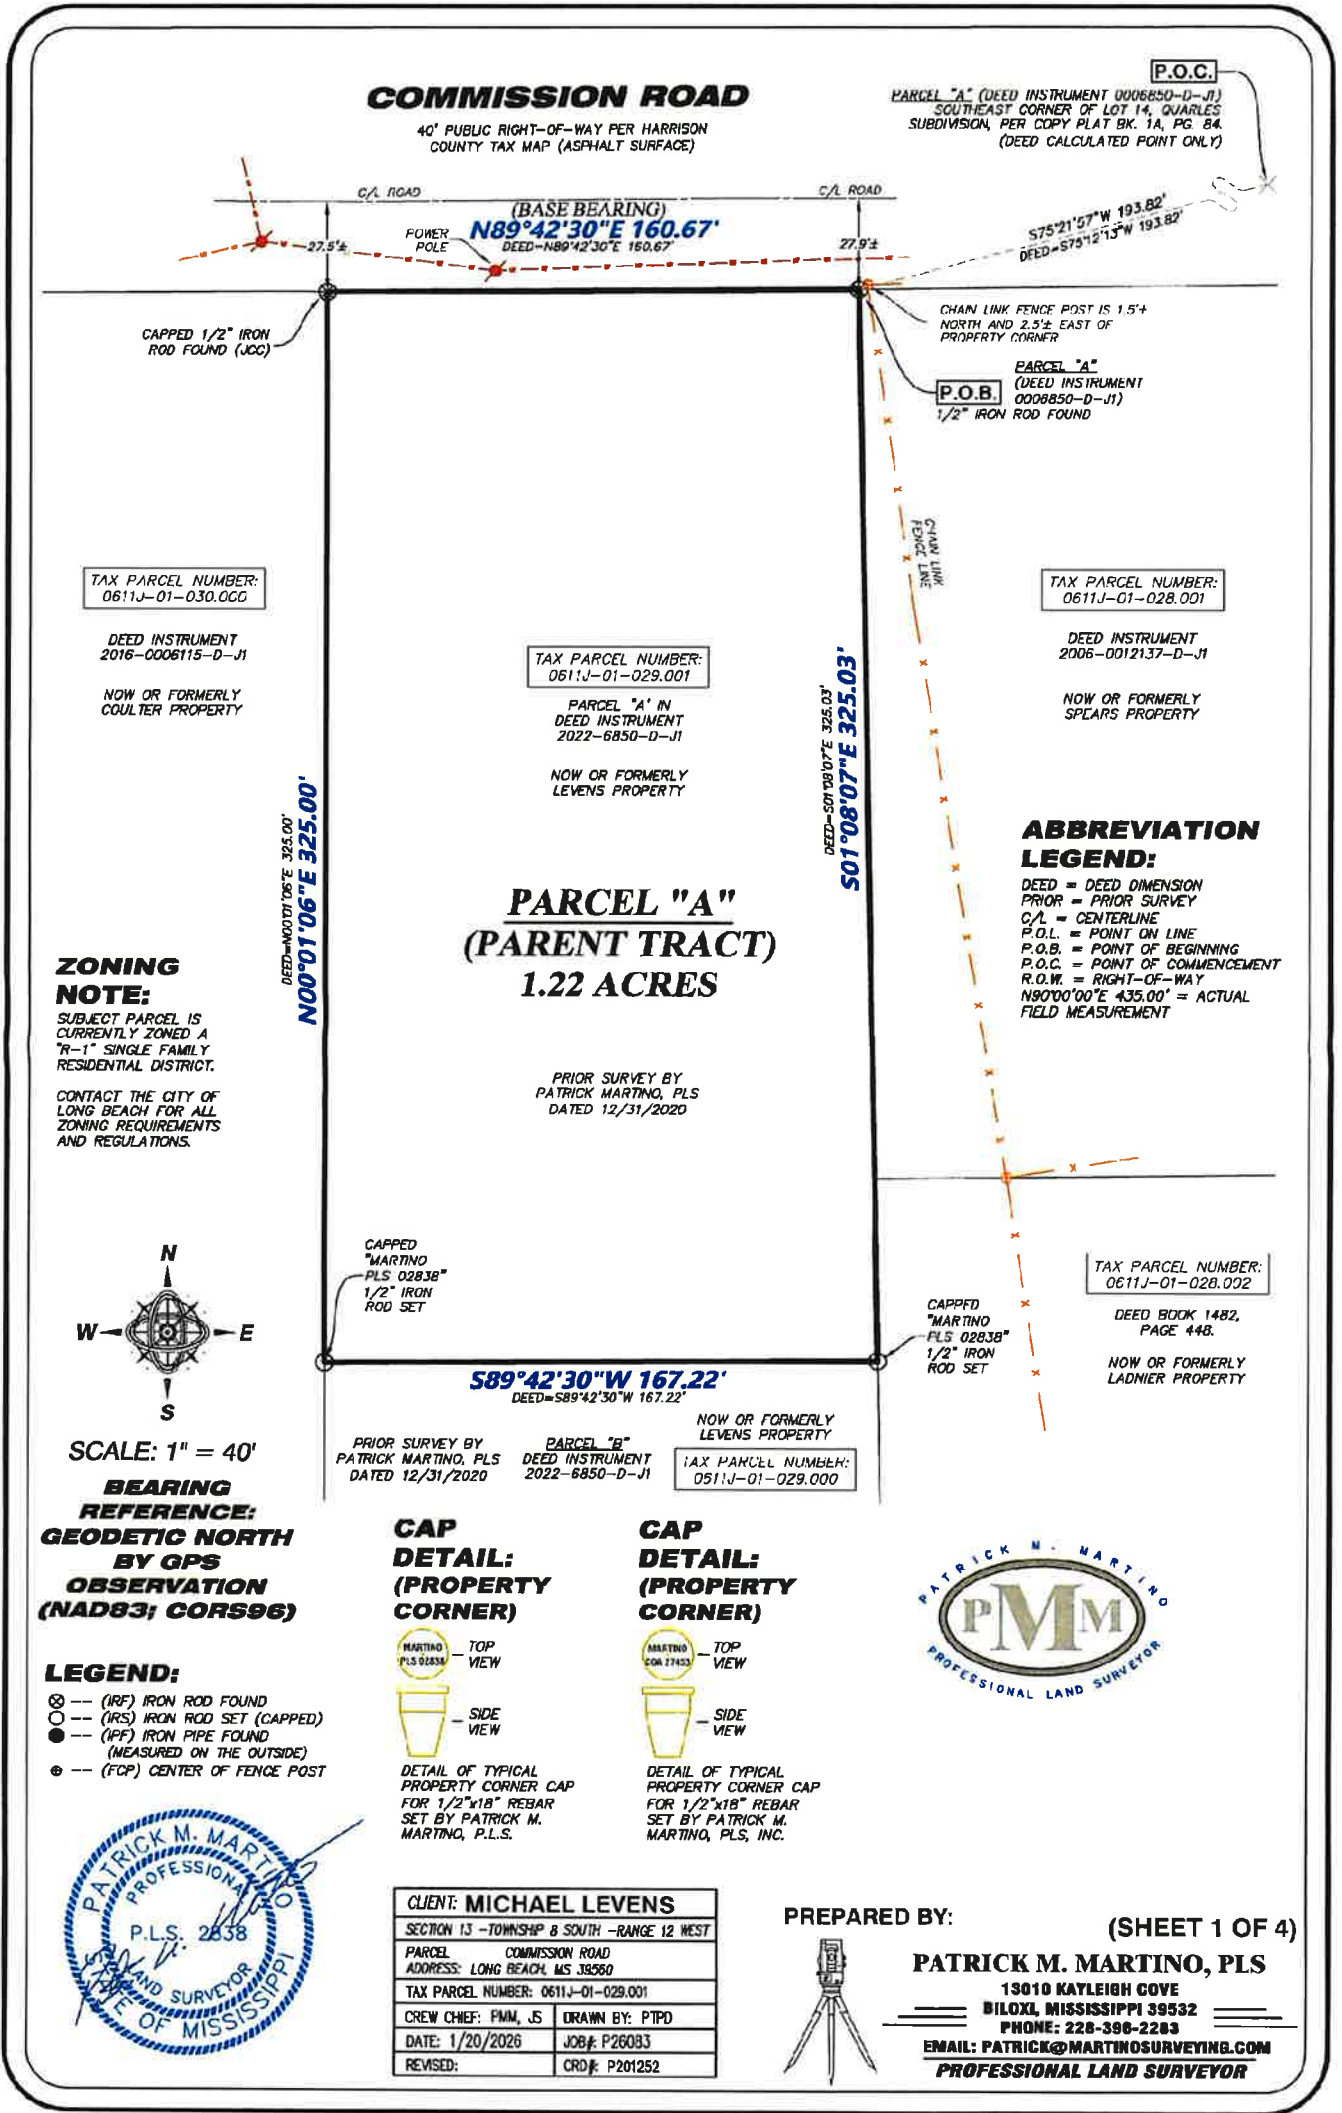 COMMISSION ROAD
40' PUBLIC RIGHT-OF-WAY PER HARRISON
COUNTY TAX MAP (ASPHALT SURFACE)
P.O.C.
PARCEL "A" (DEED INSTRUMENT 0006850-D-J1)
SOUTHEAST CORNER OF LOT 14, QUARLES
SUBDIVISION, PER COPY PLAT BK. 1A, PG. 84.
(DEED CALCULATED POINT ONLY)
C/L ROAD
C/L ROAD
(BASE BEARING)
N89°42'30"E 160.67'
DEED=N89°42'30"E 160.67'
POWER
POLE
27.5'±
27.9'±
S75°21'57"W 193.82'
DEED=S75°12'13"W 193.82'
CAPPED 1/2" IRON
ROD FOUND (JCC)
CHAIN LINK FENCE POST IS 1.5'±
NORTH AND 2.5'± EAST OF
PROPERTY CORNER
P.O.B.
PARCEL "A"
(DEED INSTRUMENT
0006850-D-J1)
1/2" IRON ROD FOUND
CHAIN LINK
FENCE LINE
TAX PARCEL NUMBER:
0611J-01-030.000
DEED INSTRUMENT
2016-0006115-D-J1
NOW OR FORMERLY
COULTER PROPERTY
TAX PARCEL NUMBER:
0611J-01-029.001
PARCEL "A" IN
DEED INSTRUMENT
2022-6850-D-J1
NOW OR FORMERLY
LEVENS PROPERTY
TAX PARCEL NUMBER:
0611J-01-028.001
DEED INSTRUMENT
2006-0012137-D-J1
NOW OR FORMERLY
SPEARS PROPERTY
DEED=N00°01'06"E 325.00'
N00°01'06"E 325.00'
DEED=S01°08'07"E 325.03'
S01°08'07"E 325.03'
PARCEL "A"
(PARENT TRACT)
1.22 ACRES
PRIOR SURVEY BY
PATRICK MARTINO, PLS
DATED 12/31/2020
ABBREVIATION
LEGEND:
DEED = DEED DIMENSION
PRIOR = PRIOR SURVEY
C/L = CENTERLINE
P.O.L. = POINT ON LINE
P.O.B. = POINT OF BEGINNING
P.O.C. = POINT OF COMMENCEMENT
R.O.W. = RIGHT-OF-WAY
N90°00'00"E 435.00' = ACTUAL
FIELD MEASUREMENT
ZONING
NOTE:
SUBJECT PARCEL IS
CURRENTLY ZONED A
"R-1" SINGLE FAMILY
RESIDENTIAL DISTRICT.
CONTACT THE CITY OF
LONG BEACH FOR ALL
ZONING REQUIREMENTS
AND REGULATIONS.
CAPPED
"MARTINO
PLS 02838"
1/2" IRON
ROD SET
CAPPED
"MARTINO
PLS 02838"
1/2" IRON
ROD SET
TAX PARCEL NUMBER:
0611J-01-028.002
DEED BOOK 1482,
PAGE 448.
NOW OR FORMERLY
LADNIER PROPERTY
N
W
E
S
S89°42'30"W 167.22'
DEED=S89°42'30"W 167.22'
PRIOR SURVEY BY
PATRICK MARTINO, PLS
DATED 12/31/2020
PARCEL "B"
DEED INSTRUMENT
2022-6850-D-J1
NOW OR FORMERLY
LEVENS PROPERTY
TAX PARCEL NUMBER:
0611J-01-029.000
SCALE: 1" = 40'
BEARING
REFERENCE:
GEODETIC NORTH
BY GPS
OBSERVATION
(NAD83; CORS96)
CAP
DETAIL:
(PROPERTY
CORNER)
MARTINO
PLS 02838
TOP
VIEW
SIDE
VIEW
DETAIL OF TYPICAL
PROPERTY CORNER CAP
FOR 1/2"x18" REBAR
SET BY PATRICK M.
MARTINO, P.L.S.
CAP
DETAIL:
(PROPERTY
CORNER)
MARTINO
COA 27453
TOP
VIEW
SIDE
VIEW
DETAIL OF TYPICAL
PROPERTY CORNER CAP
FOR 1/2"x18" REBAR
SET BY PATRICK M.
MARTINO, PLS, INC.
PATRICK M. MARTINO
PMM
PROFESSIONAL LAND SURVEYOR
LEGEND:
-- (IRF) IRON ROD FOUND
-- (IRS) IRON ROD SET (CAPPED)
-- (IPF) IRON PIPE FOUND
(MEASURED ON THE OUTSIDE)
-- (FCP) CENTER OF FENCE POST
PATRICK M. MARTINO
PROFESSIONAL
P.L.S. 2838
LAND SURVEYOR
STATE OF MISSISSIPPI
CLIENT: MICHAEL LEVENS
SECTION 13 -TOWNSHIP 8 SOUTH -RANGE 12 WEST
PARCEL COMMISSION ROAD
ADDRESS: LONG BEACH, MS 39560
TAX PARCEL NUMBER: 0611J-01-029.001
CREW CHIEF: PMM, JS DRAWN BY: PTPD
DATE: 1/20/2026 JOB#: P26083
REVISED: CRD#: P201252
PREPARED BY:
(SHEET 1 OF 4)
PATRICK M. MARTINO, PLS
13010 KAYLEIGH COVE
BILOXI, MISSISSIPPI 39532
PHONE: 228-396-2283
EMAIL: PATRICK@MARTINOSURVEYING.COM
PROFESSIONAL LAND SURVEYOR